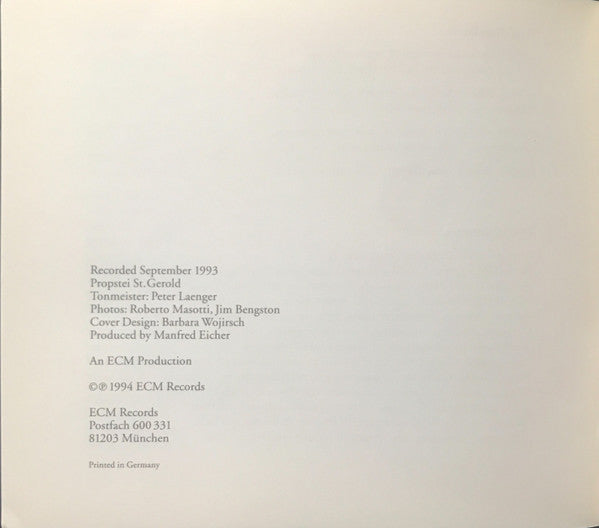 Recorded September 1993
Propstei St. Gerold
Tonmeister: Peter Laenger
Photos: Roberto Masotti, Jim Bengston
Cover Design: Barbara Wojirsch
Produced by Manfred Eicher
An ECM Production
©℗ 1994 ECM Records
ECM Records
Postfach 600 331
81203 München
Printed in Germany